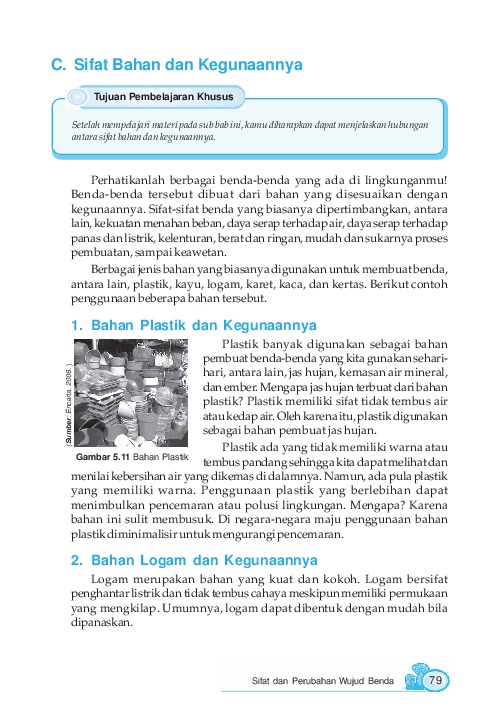 C. Sifat Bahan dan Kegunaannya
Tujuan Pembelajaran Khusus
Setelah mempelajari materi pada sub bab ini, kamu diharapkan dapat menjelaskan hubungan
antara sifat bahan dan kegunaannya.
Perhatikanlah berbagai benda-benda yang ada di lingkunganmu!
Benda-benda tersebut dibuat dari bahan yang disesuaikan dengan
kegunaannya. Sifat-sifat benda yang biasanya dipertimbangkan, antara
lain, kekuatan menahan beban, daya serap terhadap air, daya serap terhadap
panas dan listrik, kelenturan, berat dan ringan, mudah dan sukarnya proses
pembuatan, sampai keawetan.
Berbagai jenis bahan yang biasanya digunakan untuk membuat benda,
antara lain, plastik, kayu, logam, karet, kaca, dan kertas. Berikut contoh
penggunaan beberapa bahan tersebut.
1. Bahan Plastik dan Kegunaannya
Plastik banyak digunakan sebagai bahan
pembuat benda-benda yang kita gunakan sehari-
hari, antara lain, jas hujan, kemasan air mineral,
dan ember. Mengapa jas hujan terbuat dari bahan
plastik? Plastik memiliki sifat tidak tembus air
atau kedap air. Oleh karena itu, plastik digunakan
sebagai bahan pembuat jas hujan.
(Sumber: Encarta, 2006.)
Gambar 5.11 Bahan Plastik
Plastik ada yang tidak memiliki warna atau
tembus pandang sehingga kita dapat melihat dan
menilai kebersihan air yang dikemas di dalamnya. Namun, ada pula plastik
yang memiliki warna. Penggunaan plastik yang berlebihan dapat
menimbulkan pencemaran atau polusi lingkungan. Mengapa? Karena
bahan ini sulit membusuk. Di negara-negara maju penggunaan bahan
plastik diminimalisir untuk mengurangi pencemaran.
2. Bahan Logam dan Kegunaannya
Logam merupakan bahan yang kuat dan kokoh. Logam bersifat
penghantar listrik dan tidak tembus cahaya meskipun memiliki permukaan
yang mengkilap. Umumnya, logam dapat dibentuk dengan mudah bila
dipanaskan.
Sifat dan Perubahan Wujud Benda
79